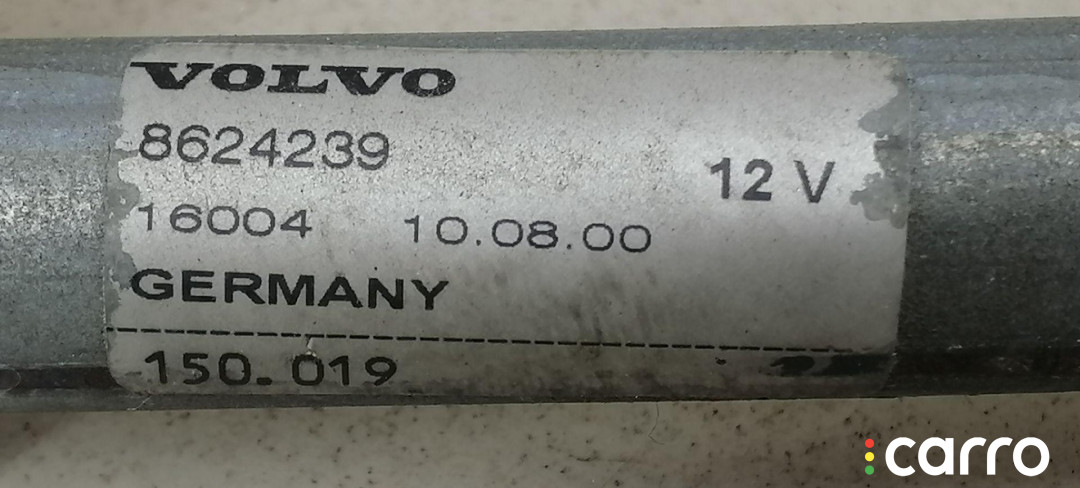 VOLVO
8624239
12 V
16004 10.08.00
GERMANY
150.019
carro